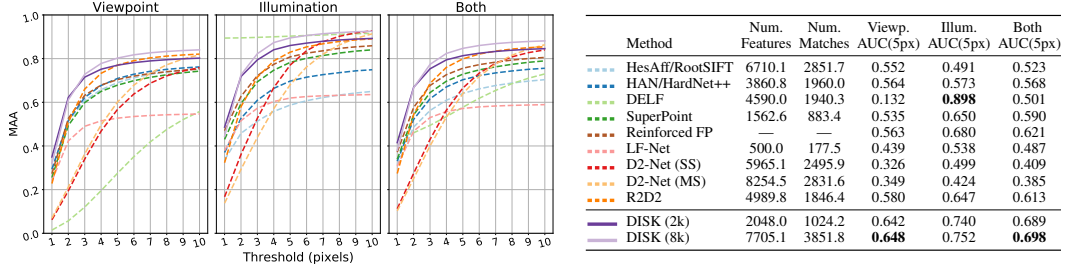 Viewpoint Illumination Both
MAA
1.0
0.8
0.6
0.4
0.2
0.0
1 2 3 4 5 6 7 8 9 10 1 2 3 4 5 6 7 8 9 10 1 2 3 4 5 6 7 8 9 10
Threshold (pixels)
Num. Num. Viewp. Illum. Both
Method Features Matches AUC(5px) AUC(5px) AUC(5px)
HesAff/RootSIFT 6710.1 2851.7 0.552 0.491 0.523
HAN/HardNet++ 3860.8 1960.0 0.564 0.573 0.568
DELF 4590.0 1940.3 0.132 0.898 0.501
SuperPoint 1562.6 883.4 0.535 0.650 0.590
Reinforced FP — — 0.563 0.680 0.621
LF-Net 500.0 177.5 0.439 0.538 0.487
D2-Net (SS) 5965.1 2495.9 0.326 0.499 0.409
D2-Net (MS) 8254.5 2831.6 0.349 0.424 0.385
R2D2 4989.8 1846.4 0.580 0.647 0.613
DISK (2k) 2048.0 1024.2 0.642 0.740 0.689
DISK (8k) 7705.1 3851.8 0.648 0.752 0.698